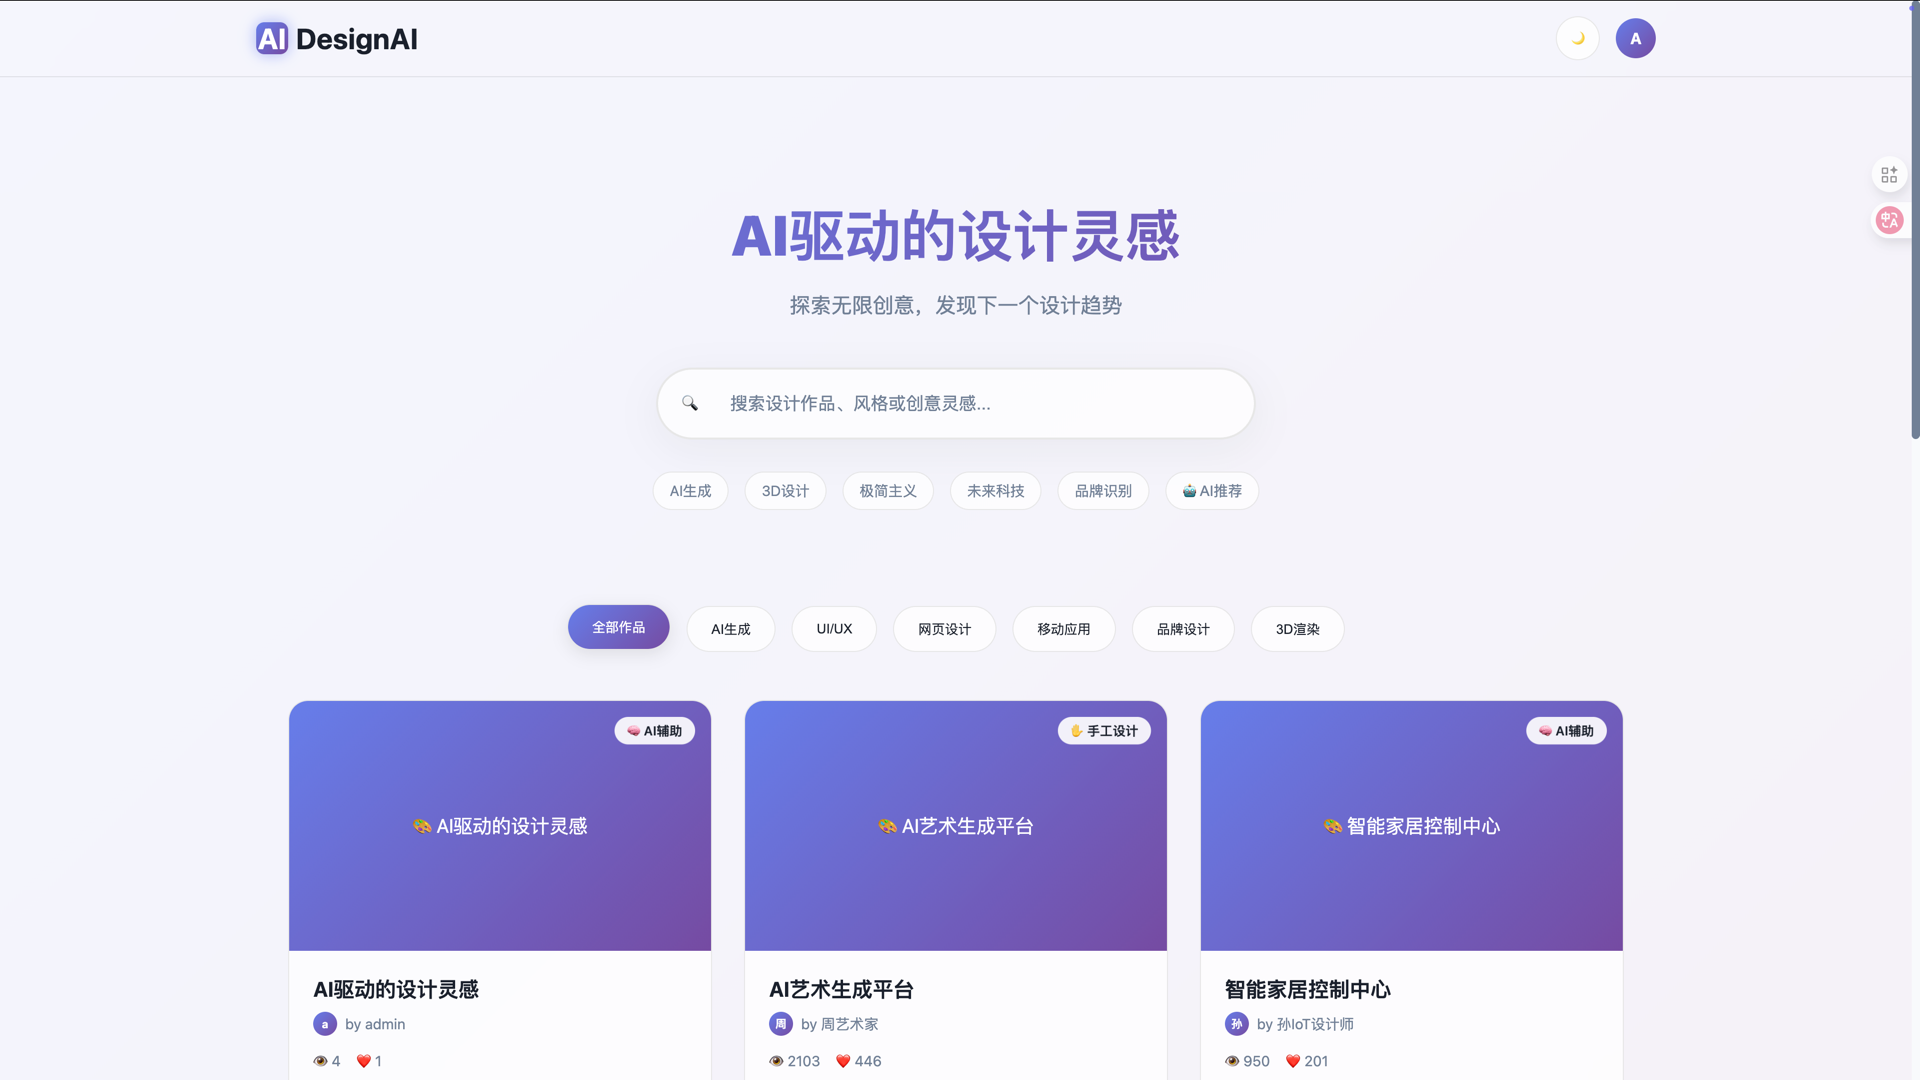 AI DesignAI
A
AI驱动的设计灵感
探索无限创意，发现下一个设计趋势
搜索设计作品、风格或创意灵感...
AI生成 3D设计 极简主义 未来科技 品牌识别 🤖 AI推荐
全部作品 AI生成 UI/UX 网页设计 移动应用 品牌设计 3D渲染
🧠 AI辅助
🎨 AI驱动的设计灵感
AI驱动的设计灵感
a by admin
👁️ 4 ❤️ 1
✋ 手工设计
🎨 AI艺术生成平台
AI艺术生成平台
周 by 周艺术家
👁️ 2103 ❤️ 446
🧠 AI辅助
🎨 智能家居控制中心
智能家居控制中心
孙 by 孙IoT设计师
👁️ 950 ❤️ 201
中A